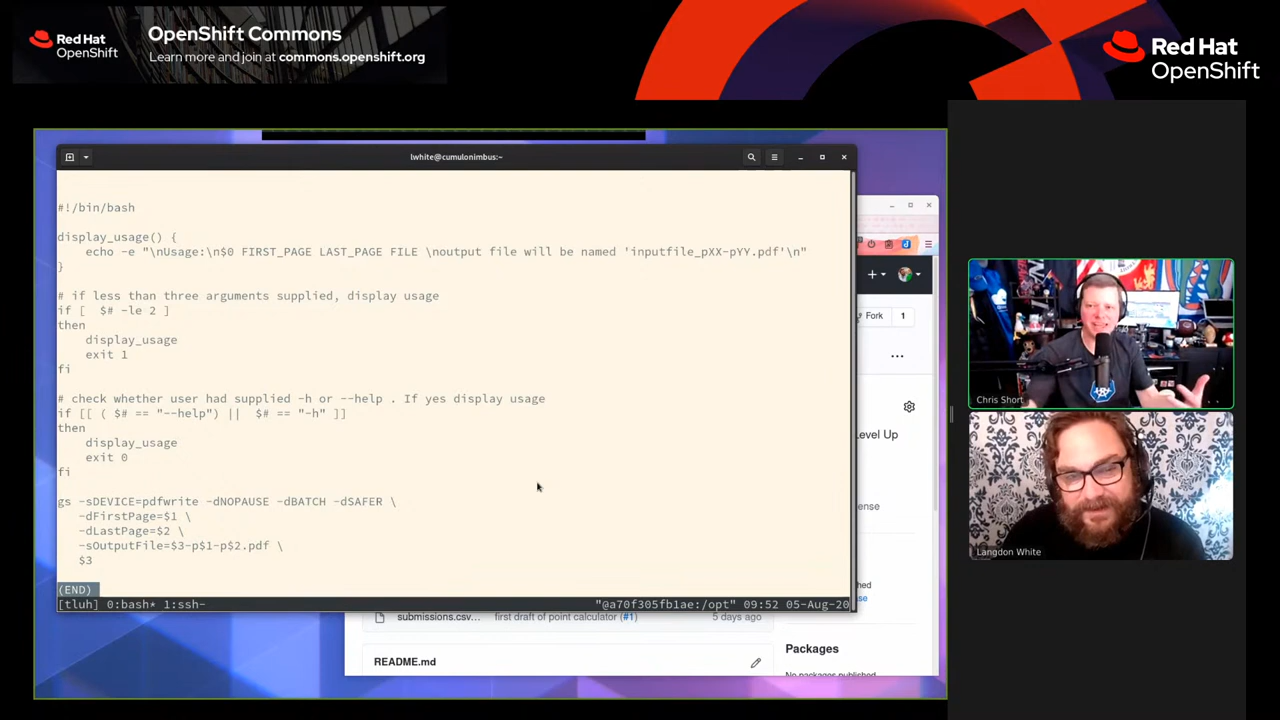 Red Hat
OpenShift
OpenShift Commons
Learn more and join at commons.openshift.org
Red Hat
OpenShift
lwhite@cumulonimbus:~
#!/bin/bash
display_usage() {
    echo -e "\nUsage:\n$0 FIRST_PAGE LAST_PAGE FILE \noutput file will be named 'inputfile_pXX-pYY.pdf'\n"
}
# if less than three arguments supplied, display usage
if [  $# -le 2 ]
then
    display_usage
    exit 1
fi
# check whether user had supplied -h or --help . If yes display usage
if [[ ( $# == "--help") ||  $# == "-h" ]]
then
    display_usage
    exit 0
fi
gs -sDEVICE=pdfwrite -dNOPAUSE -dBATCH -dSAFER \
   -dFirstPage=$1 \
   -dLastPage=$2 \
   -sOutputFile=$3-p$1-p$2.pdf \
   $3
(END)
[tluh] 0:bash* 1:ssh- "@a70f305fb1ae:/opt" 09:52 05-Aug-20
Fork 1
Level Up
ense
hed
se
submissions.csv... first draft of point calculator (#1) 5 days ago
README.md
Packages
No packages published
Chris Short
Langdon White